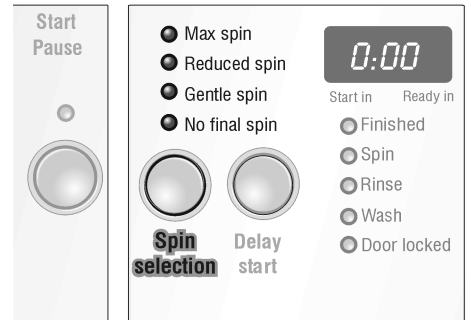 Start
Pause
Max spin
Reduced spin
Gentle spin
No final spin
Spin
selection
Delay
start
0:00
Start in Ready in
Finished
Spin
Rinse
Wash
Door locked